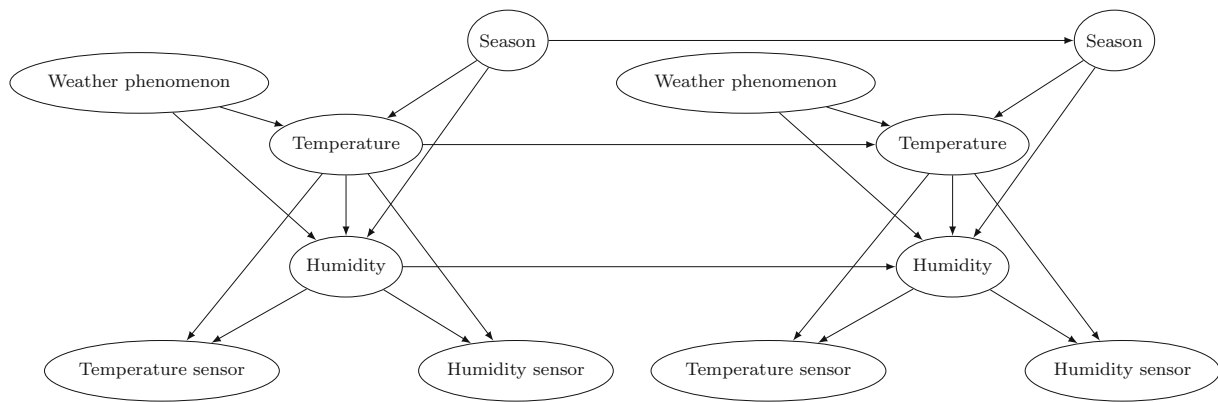 Season
Season
Weather phenomenon
Weather phenomenon
Temperature
Temperature
Humidity
Humidity
Temperature sensor
Humidity sensor
Temperature sensor
Humidity sensor